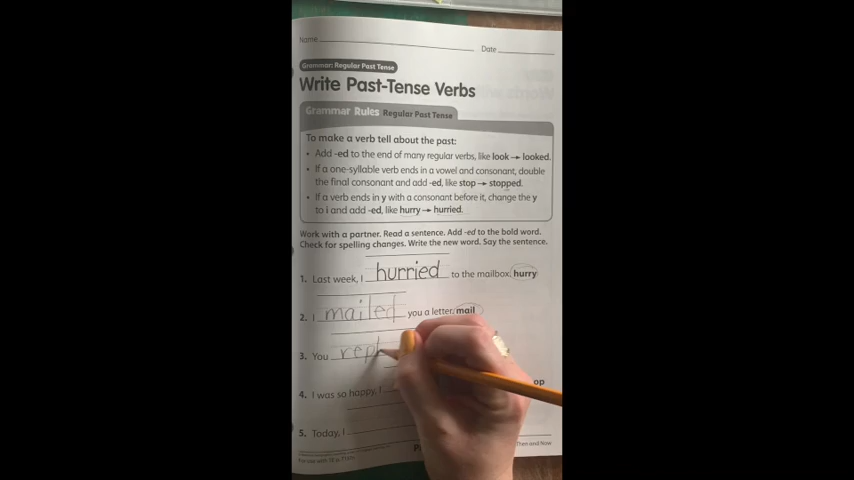 Name
Date
Grammar: Regular Past Tense
Write Past-Tense Verbs
Grammar Rules Regular Past Tense
To make a verb tell about the past:
• Add -ed to the end of many regular verbs, like look → looked.
• If a one-syllable verb ends in a vowel and consonant, double
the final consonant and add -ed, like stop → stopped.
• If a verb ends in y with a consonant before it, change the y
to i and add -ed, like hurry → hurried.
Work with a partner. Read a sentence. Add -ed to the bold word.
Check for spelling changes. Write the new word. Say the sentence.
1. Last week, I hurried to the mailbox. hurry
2. I mailed you a letter. mail
3. You rep
op
4. I was so happy, I
5. Today, I
Then and Now